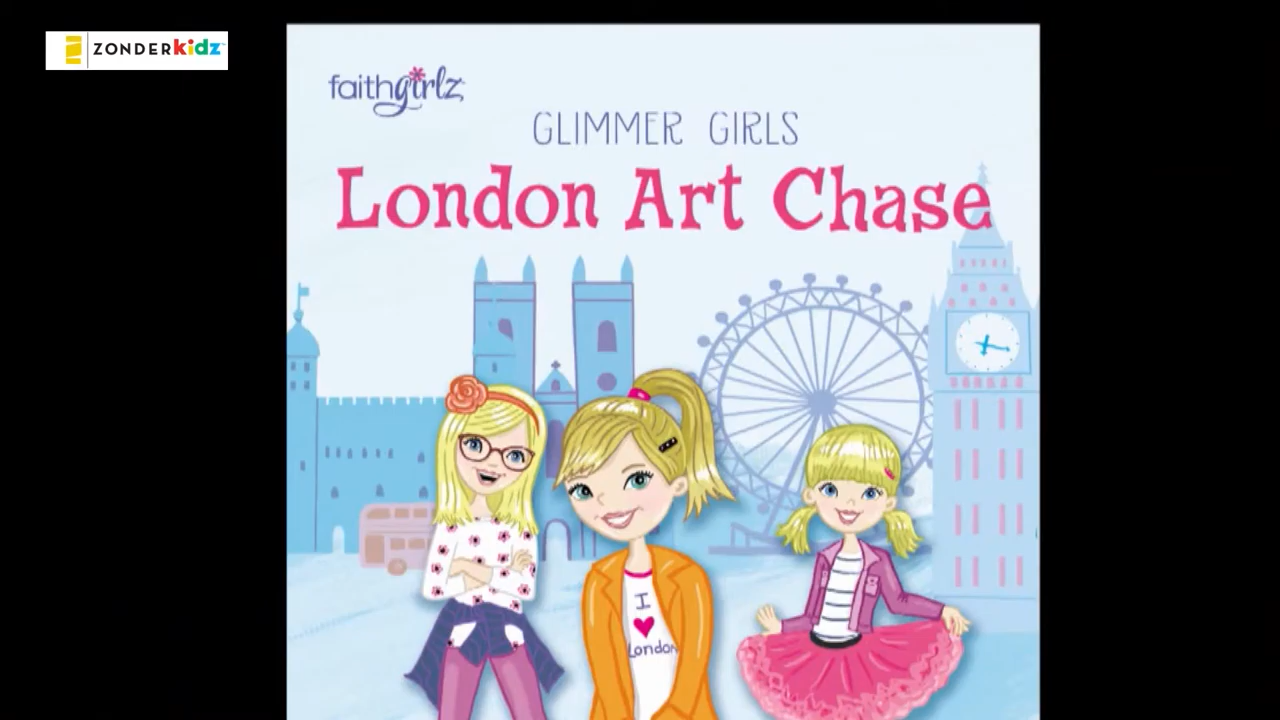 ZONDERkidz
faithgirlz
GLIMMER GIRLS
London Art Chase
I
London